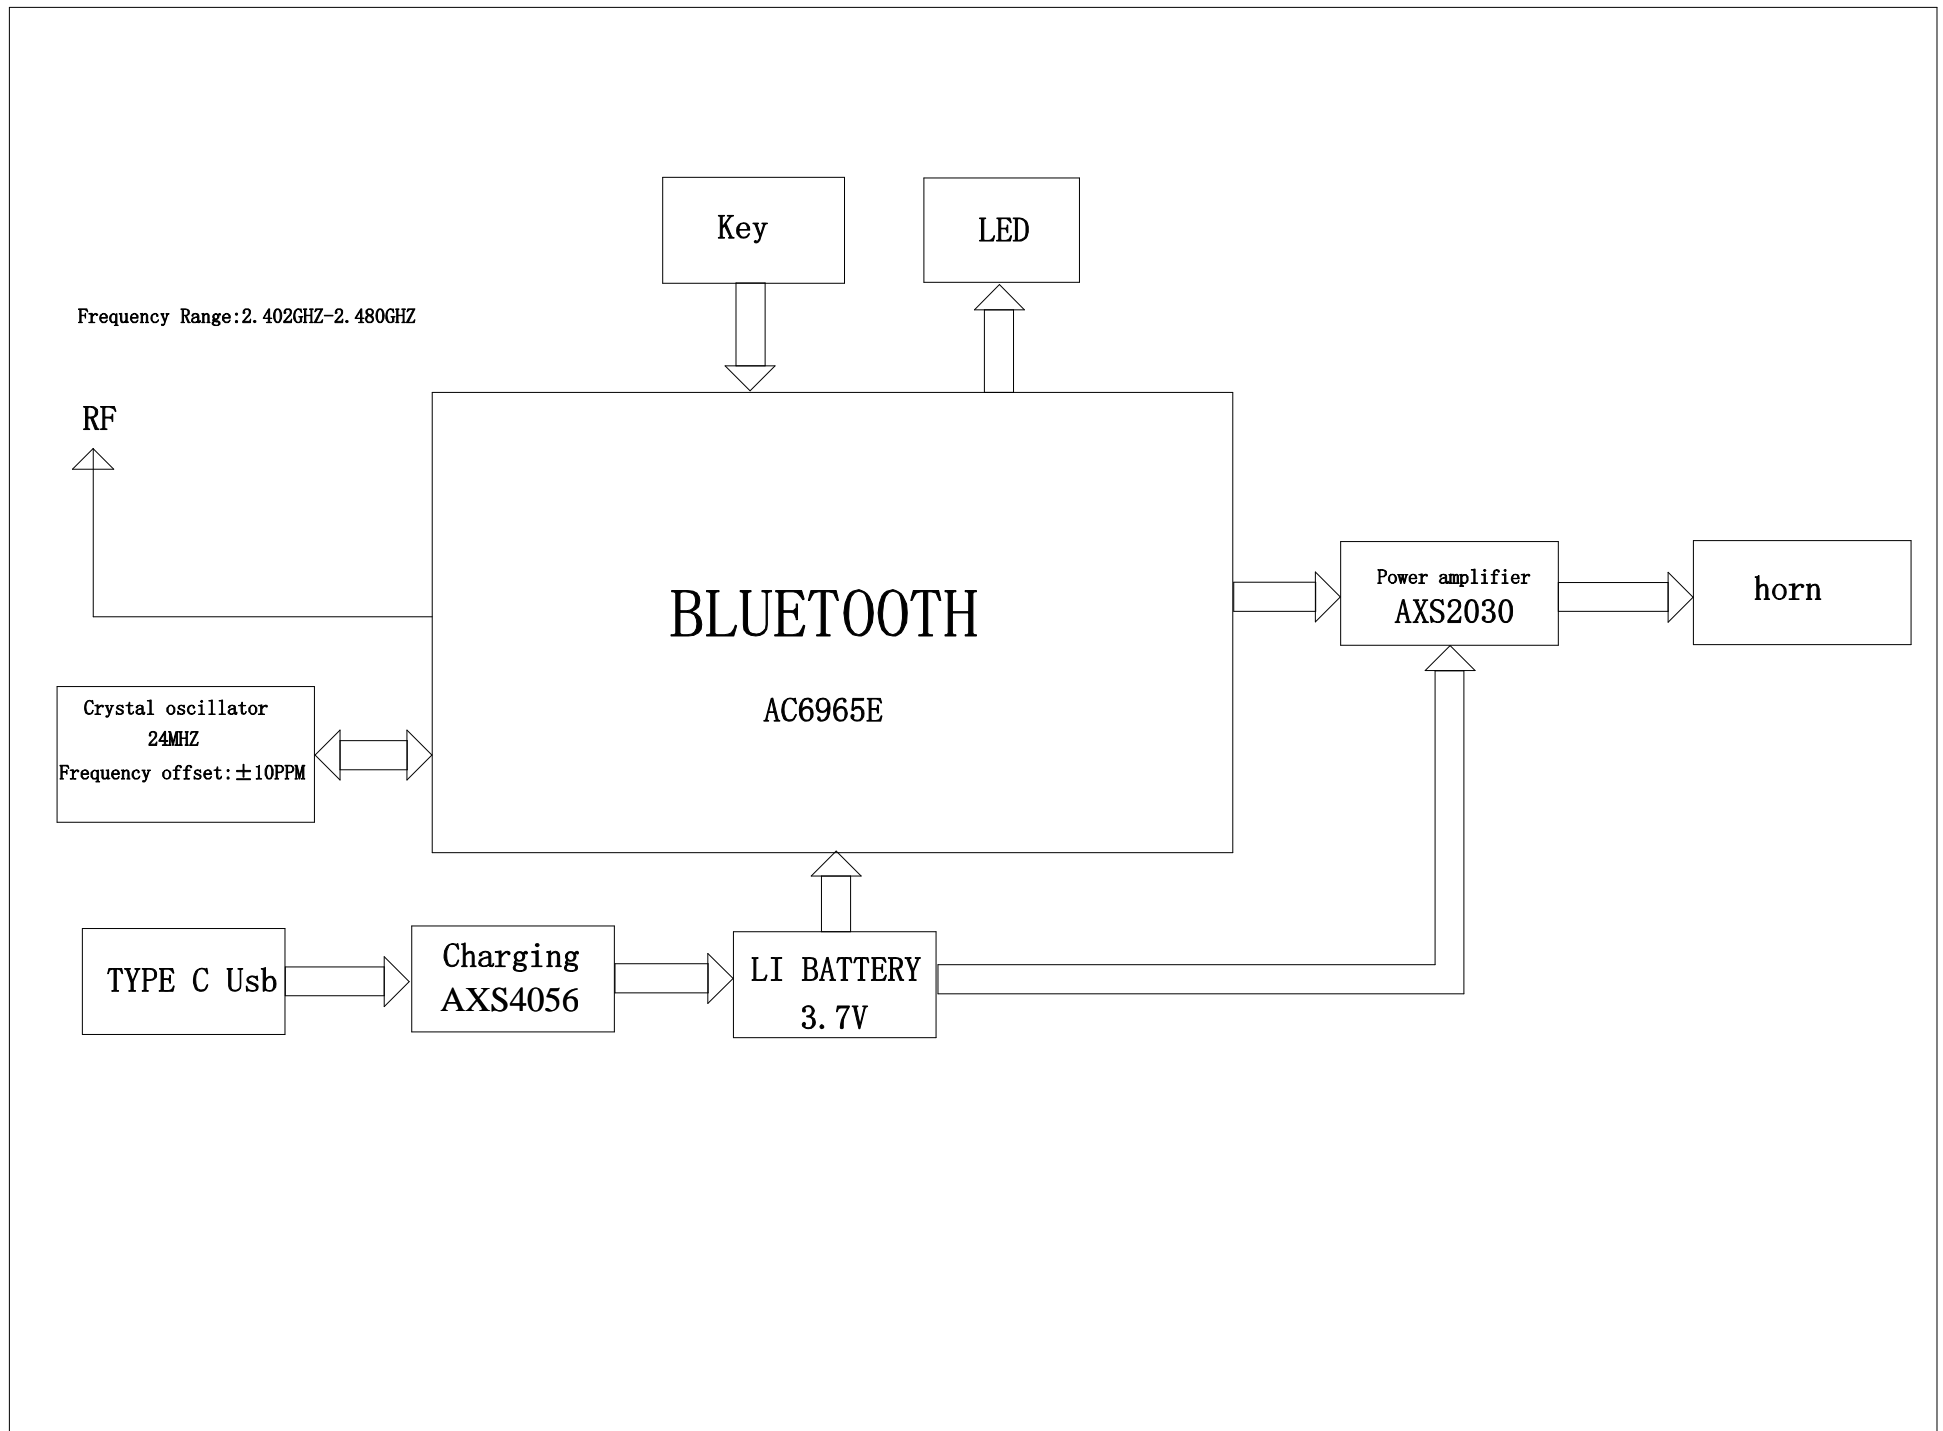 Key
LED
Frequency Range:2.402GHZ-2.480GHZ
RF
BLUETOOTH
AC6965E
Power amplifier
AXS2030
horn
Crystal oscillator
24MHZ
Frequency offset:±10PPM
TYPE C Usb
Charging
AXS4056
LI BATTERY
3.7V